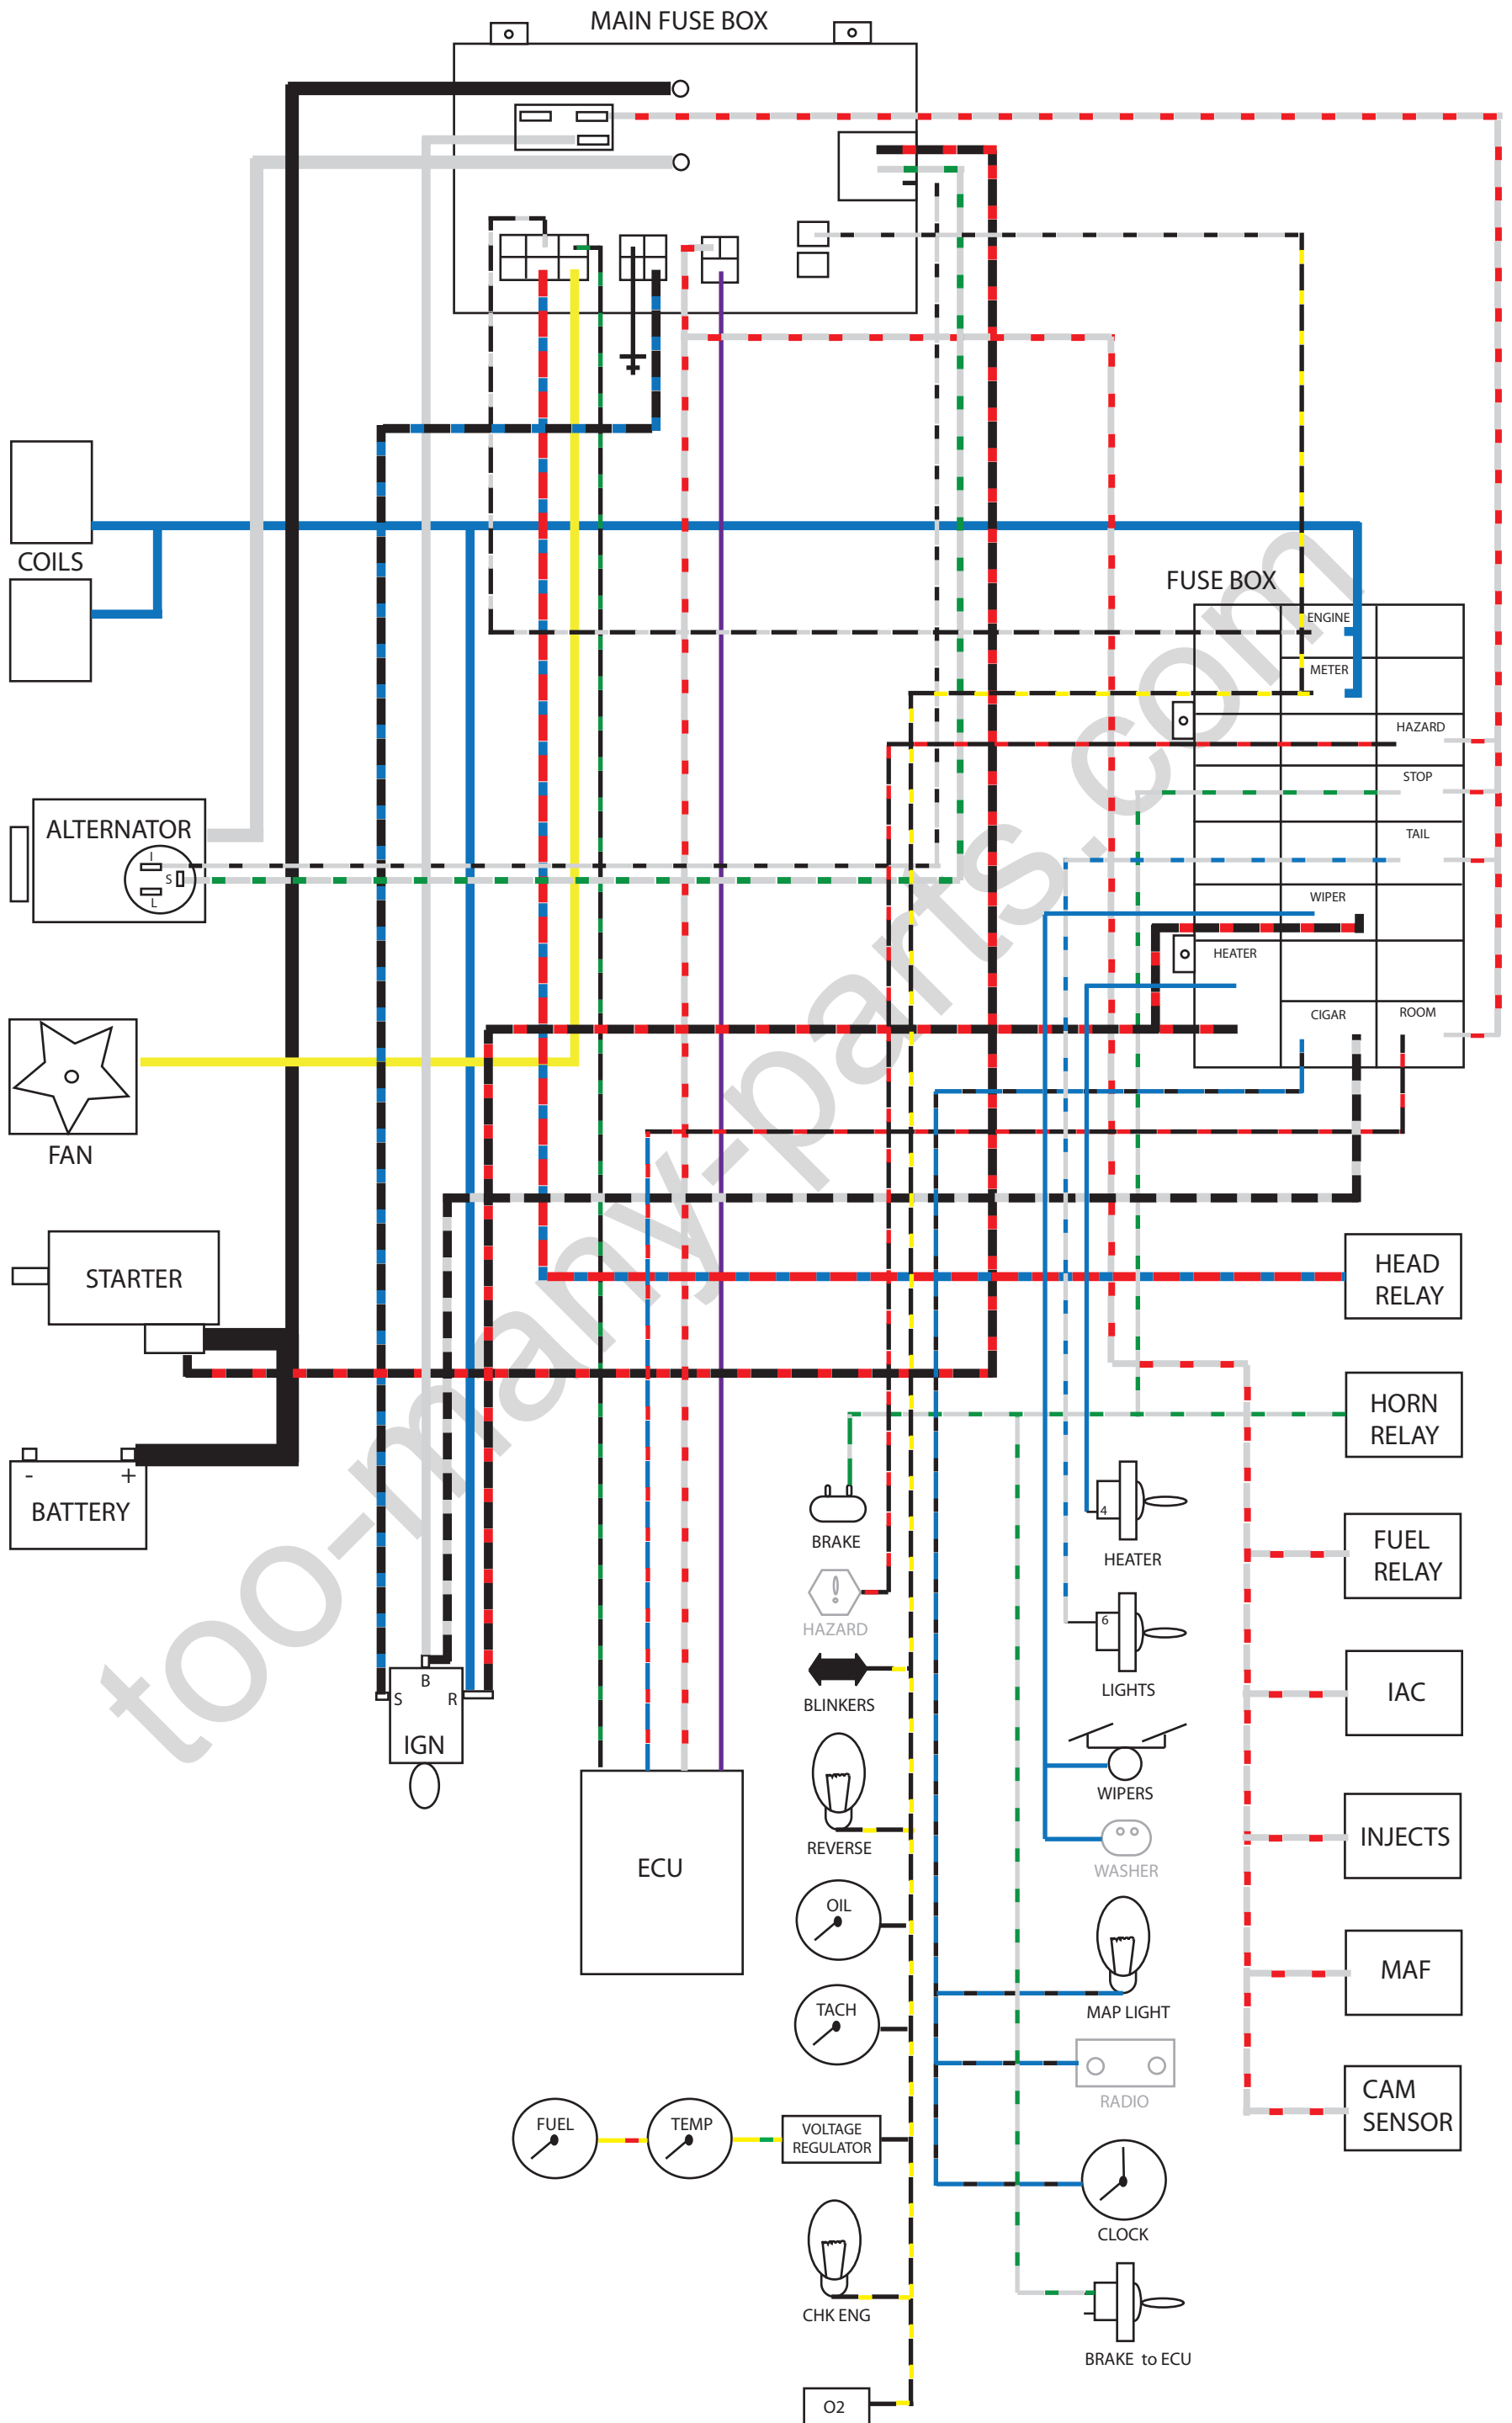 MAIN FUSE BOX
COILS
FUSE BOX
ENGINE
METER
HAZARD
STOP
TAIL
WIPER
HEATER
CIGAR
ROOM
ALTERNATOR
I
S
L
FAN
STARTER
HEAD
RELAY
HORN
RELAY
- +
BATTERY
BRAKE
4
HEATER
FUEL
RELAY
HAZARD
6
LIGHTS
B
S
R
IGN
BLINKERS
IAC
WIPERS
REVERSE
INJECTS
WASHER
ECU
OIL
MAF
TACH
MAP LIGHT
RADIO
CAM
SENSOR
FUEL
TEMP
VOLTAGE
REGULATOR
CLOCK
CHK ENG
BRAKE to ECU
O2
too-many-parts.com